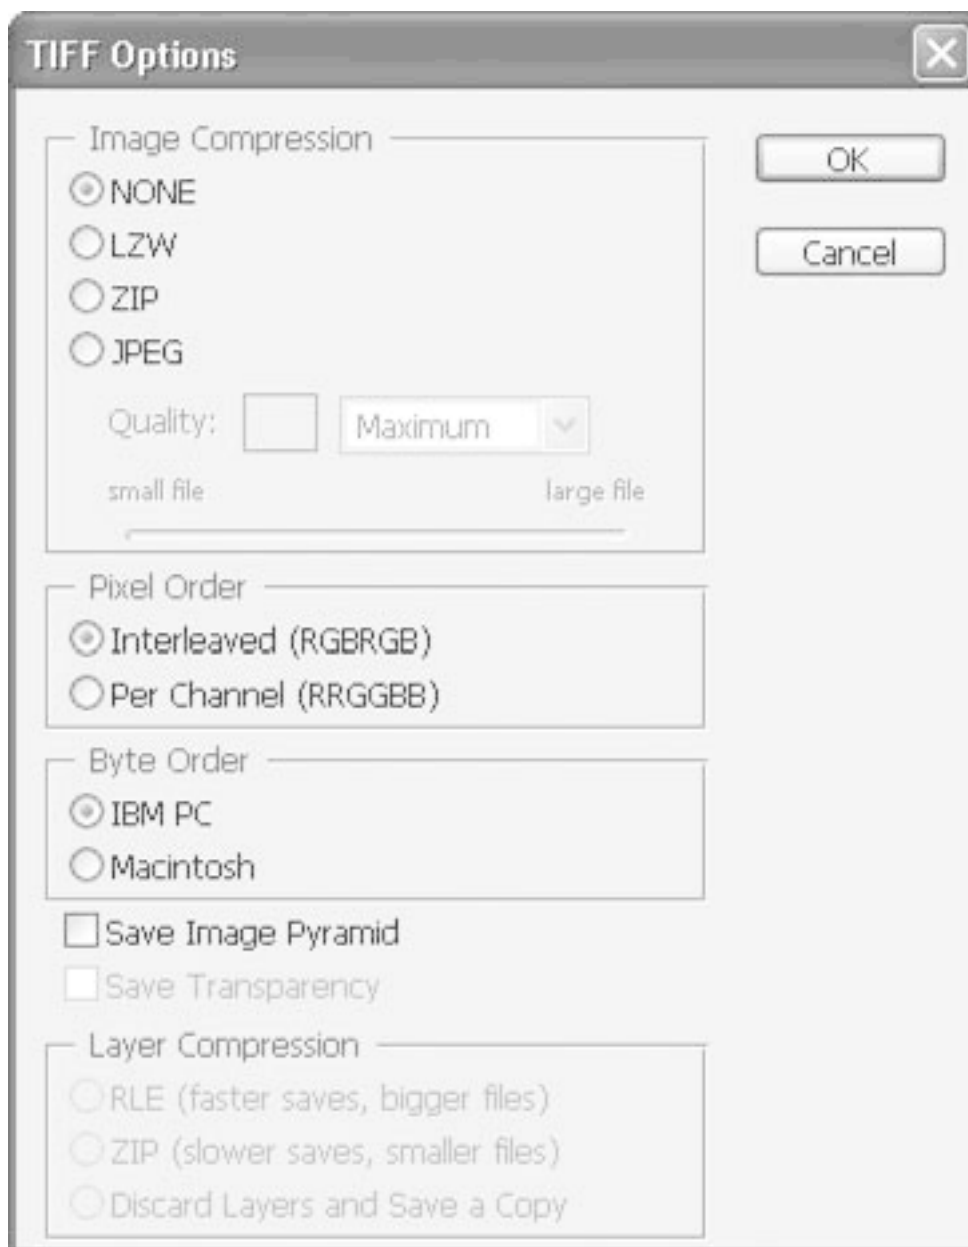 TIFF Options
Image Compression
NONE
LZW
ZIP
JPEG
Quality:
Maximum
small file
large file
Pixel Order
Interleaved (RGBRGB)
Per Channel (RRGGBB)
Byte Order
IBM PC
Macintosh
Save Image Pyramid
Save Transparency
Layer Compression
RLE (faster saves, bigger files)
ZIP (slower saves, smaller files)
Discard Layers and Save a Copy
OK
Cancel